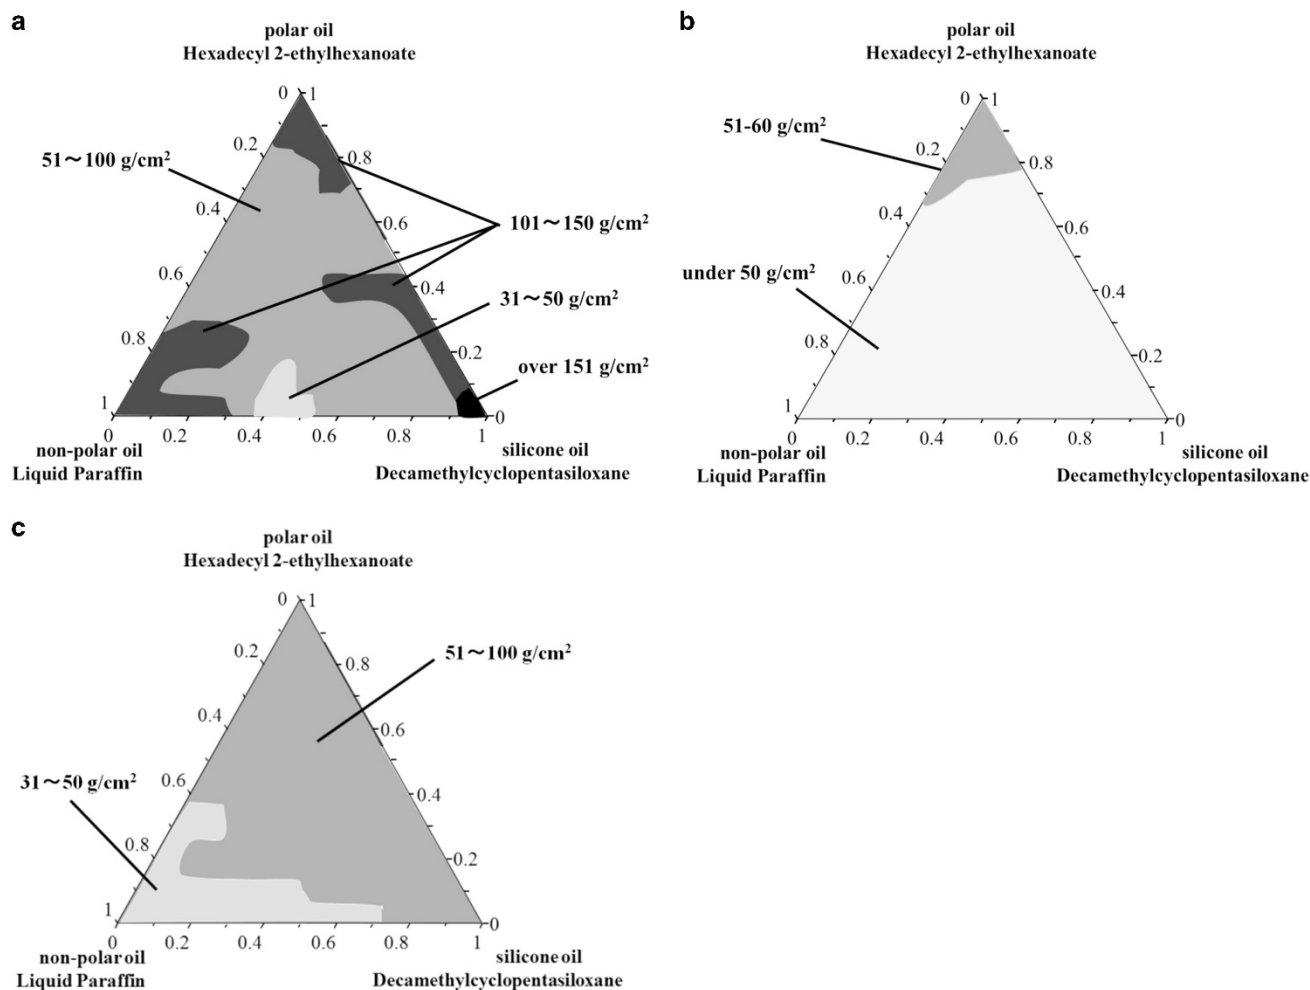 a
polar oil
Hexadecyl 2-ethylhexanoate
0
1
0.2
0.8
51～100 g/cm²
0.4
0.6
101～150 g/cm²
0.6
0.4
31～50 g/cm²
0.8
0.2
over 151 g/cm²
1
0
0
0.2
0.4
0.6
0.8
1
non-polar oil
Liquid Paraffin
silicone oil
Decamethylcyclopentasiloxane
b
polar oil
Hexadecyl 2-ethylhexanoate
0
1
51-60 g/cm²
0.2
0.8
0.4
0.6
under 50 g/cm²
0.6
0.4
0.8
0.2
1
0
0
0.2
0.4
0.6
0.8
1
non-polar oil
Liquid Paraffin
silicone oil
Decamethylcyclopentasiloxane
c
polar oil
Hexadecyl 2-ethylhexanoate
0
1
0.2
0.8
51～100 g/cm²
0.4
0.6
31～50 g/cm²
0.6
0.4
0.8
0.2
1
0
0
0.2
0.4
0.6
0.8
1
non-polar oil
Liquid Paraffin
silicone oil
Decamethylcyclopentasiloxane